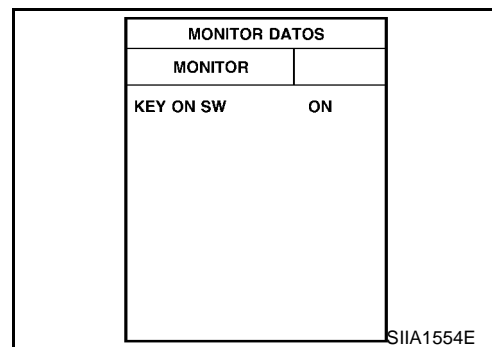 MONITOR DATOS
MONITOR
KEY ON SW ON
SIIA1554E